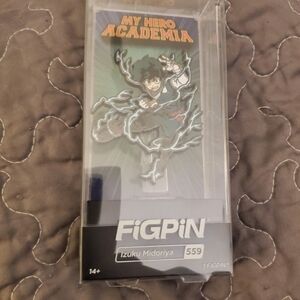 MY HERO
ACADEMIA
FiGPiN
Izuku Midoriya 559
14+